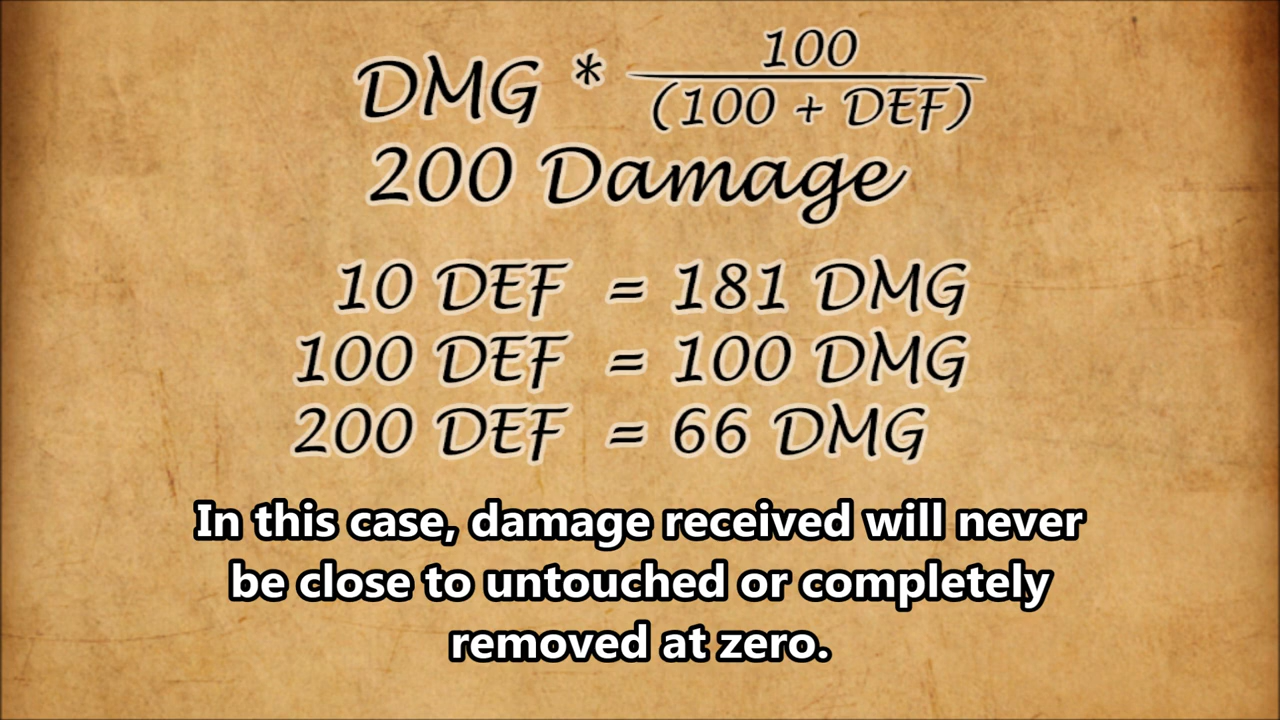 DMG * 100
(100 + DEF)
200 Damage
10 DEF = 181 DMG
100 DEF = 100 DMG
200 DEF = 66 DMG
In this case, damage received will never
be close to untouched or completely
removed at zero.